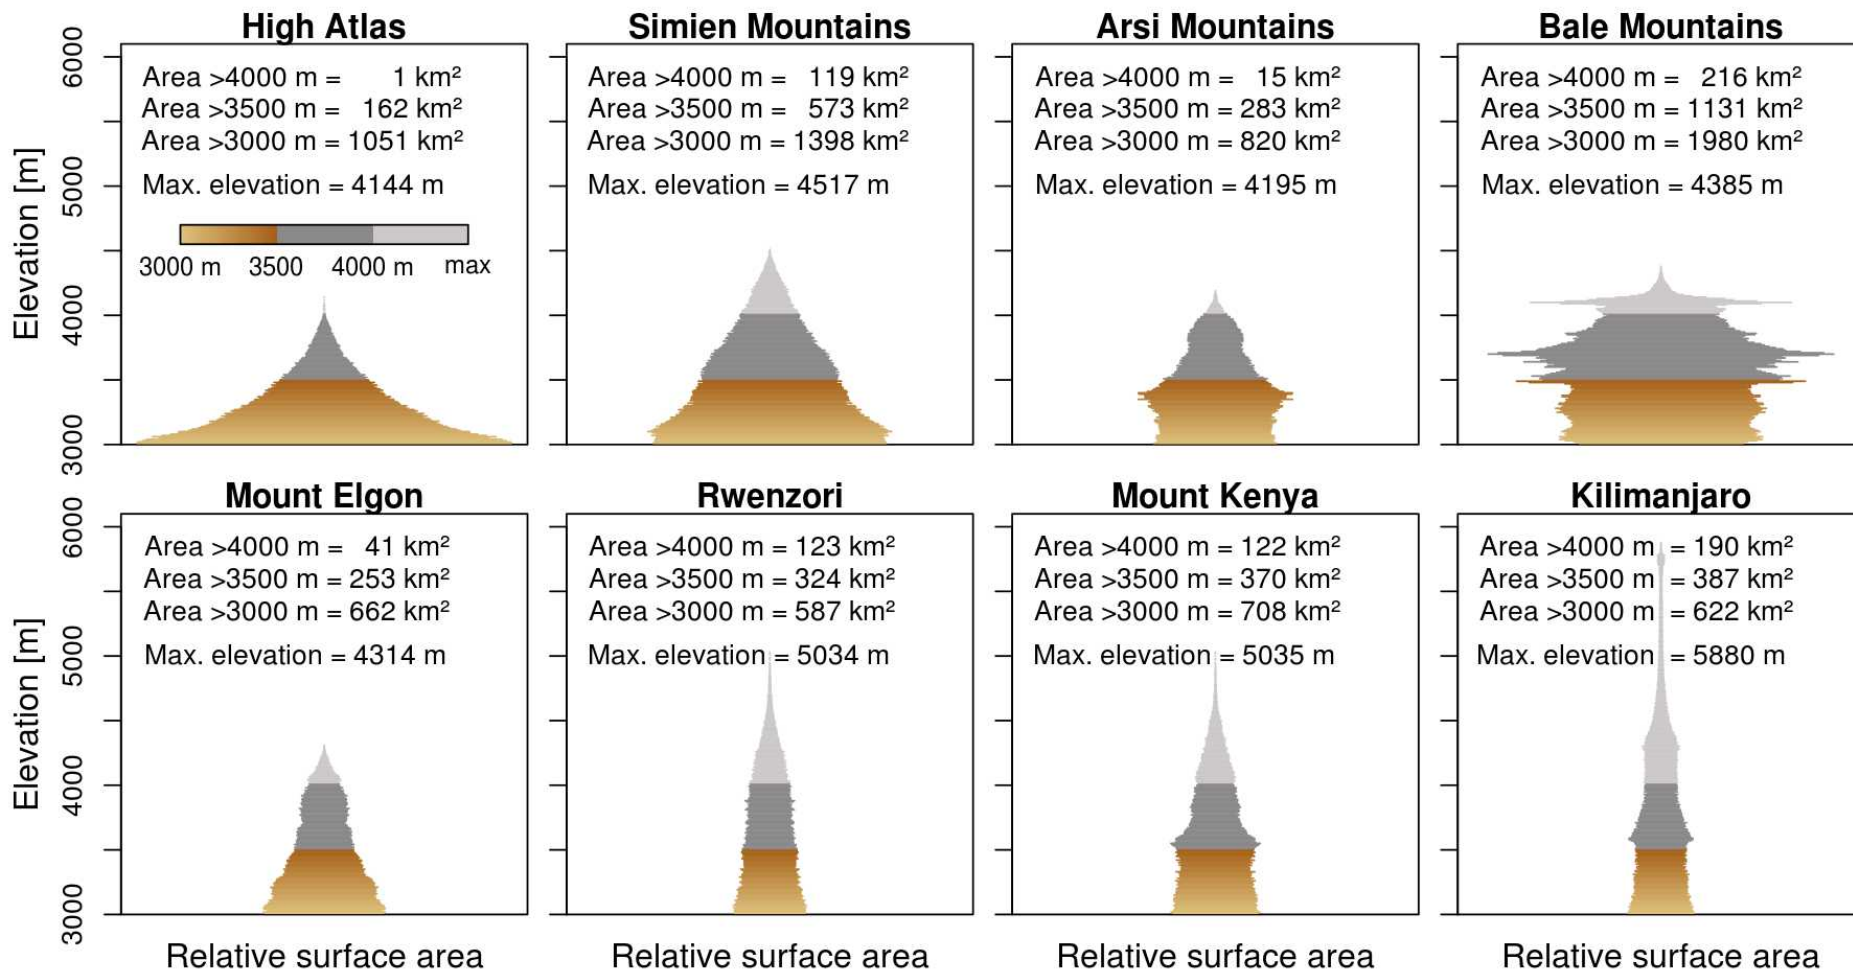 High Atlas
Area >4000 m = 1 km²
Area >3500 m = 162 km²
Area >3000 m = 1051 km²
Max. elevation = 4144 m
3000 m 3500 4000 m max
Simien Mountains
Area >4000 m = 119 km²
Area >3500 m = 573 km²
Area >3000 m = 1398 km²
Max. elevation = 4517 m
Arsi Mountains
Area >4000 m = 15 km²
Area >3500 m = 283 km²
Area >3000 m = 820 km²
Max. elevation = 4195 m
Bale Mountains
Area >4000 m = 216 km²
Area >3500 m = 1131 km²
Area >3000 m = 1980 km²
Max. elevation = 4385 m
Elevation [m]
6000
5000
4000
3000
Mount Elgon
Area >4000 m = 41 km²
Area >3500 m = 253 km²
Area >3000 m = 662 km²
Max. elevation = 4314 m
Rwenzori
Area >4000 m = 123 km²
Area >3500 m = 324 km²
Area >3000 m = 587 km²
Max. elevation = 5034 m
Mount Kenya
Area >4000 m = 122 km²
Area >3500 m = 370 km²
Area >3000 m = 708 km²
Max. elevation = 5035 m
Kilimanjaro
Area >4000 m = 190 km²
Area >3500 m = 387 km²
Area >3000 m = 622 km²
Max. elevation = 5880 m
Elevation [m]
6000
5000
4000
3000
Relative surface area
Relative surface area
Relative surface area
Relative surface area